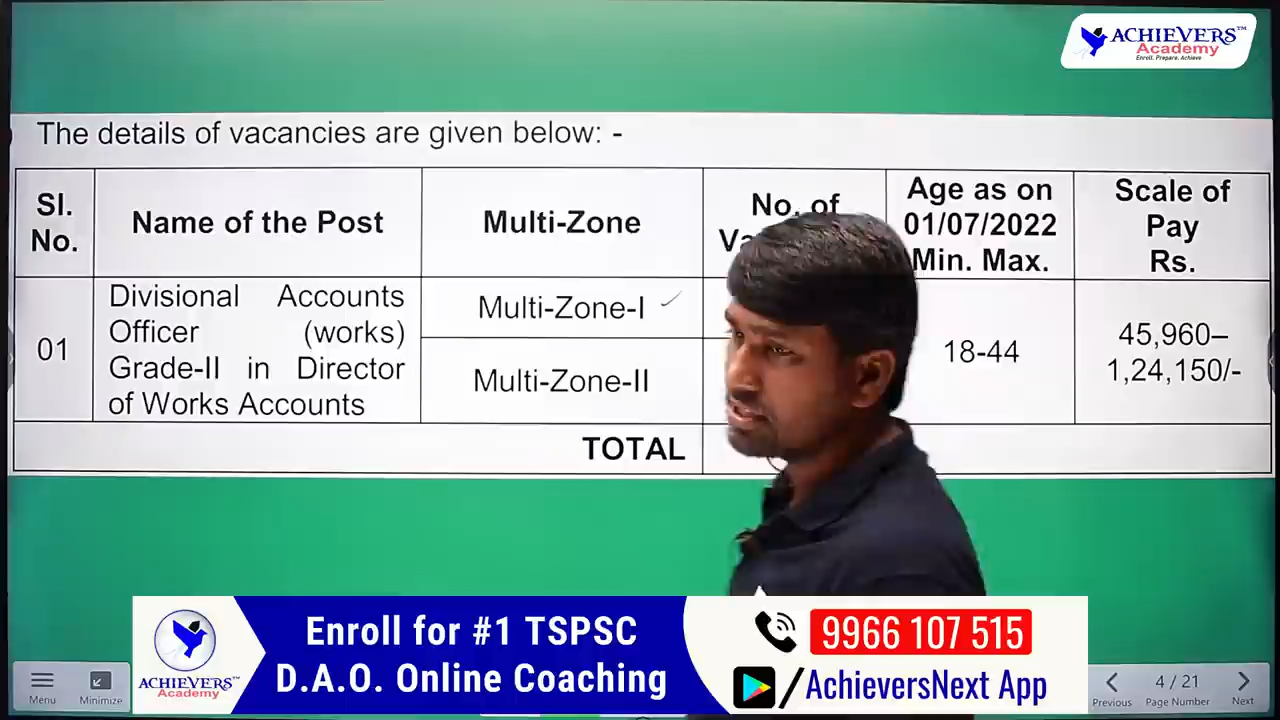 ACHIEVERS™
Academy
Enroll. Prepare. Achieve
The details of vacancies are given below: -
Sl. No.
Name of the Post
Multi-Zone
No. of
Age as on 01/07/2022 Min. Max.
Scale of Pay Rs.
01
Divisional Accounts
Officer (works)
Grade-II in Director
of Works Accounts
Multi-Zone-I
Multi-Zone-II
18-44
45,960–
1,24,150/-
TOTAL
ACHIEVERS™
Academy
Enroll for #1 TSPSC
D.A.O. Online Coaching
9966 107 515
/AchieversNext App
Menu
Minimize
Previous
4 / 21
Page Number
Next